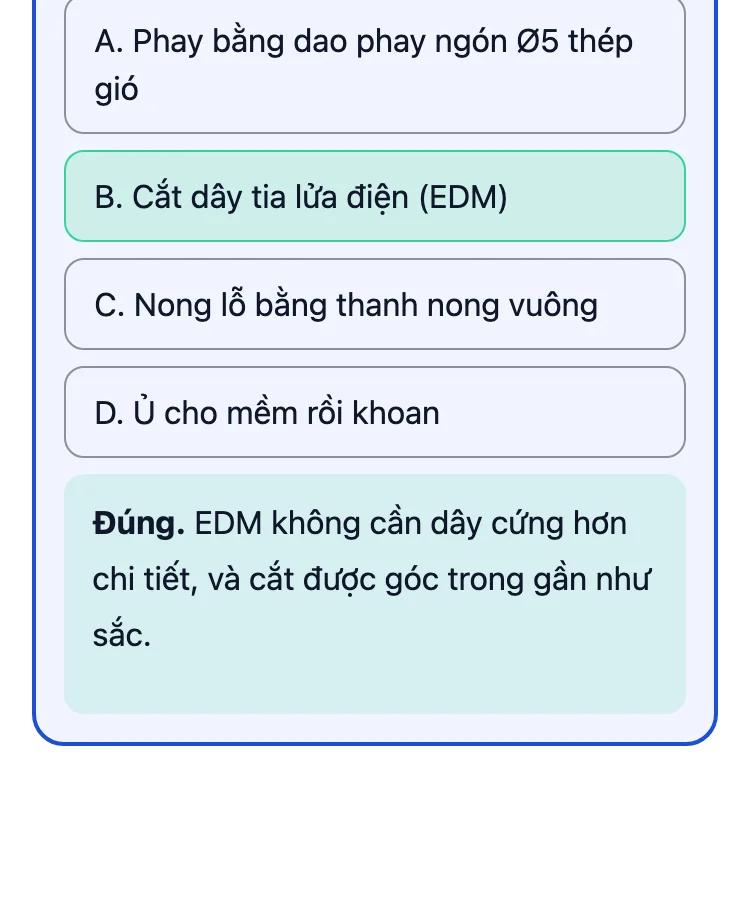 A. Phay bằng dao phay ngón Ø5 thép
gió
B. Cắt dây tia lửa điện (EDM)
C. Nong lỗ bằng thanh nong vuông
D. Ủ cho mềm rồi khoan
Đúng. EDM không cần dây cứng hơn
chi tiết, và cắt được góc trong gần như
sắc.